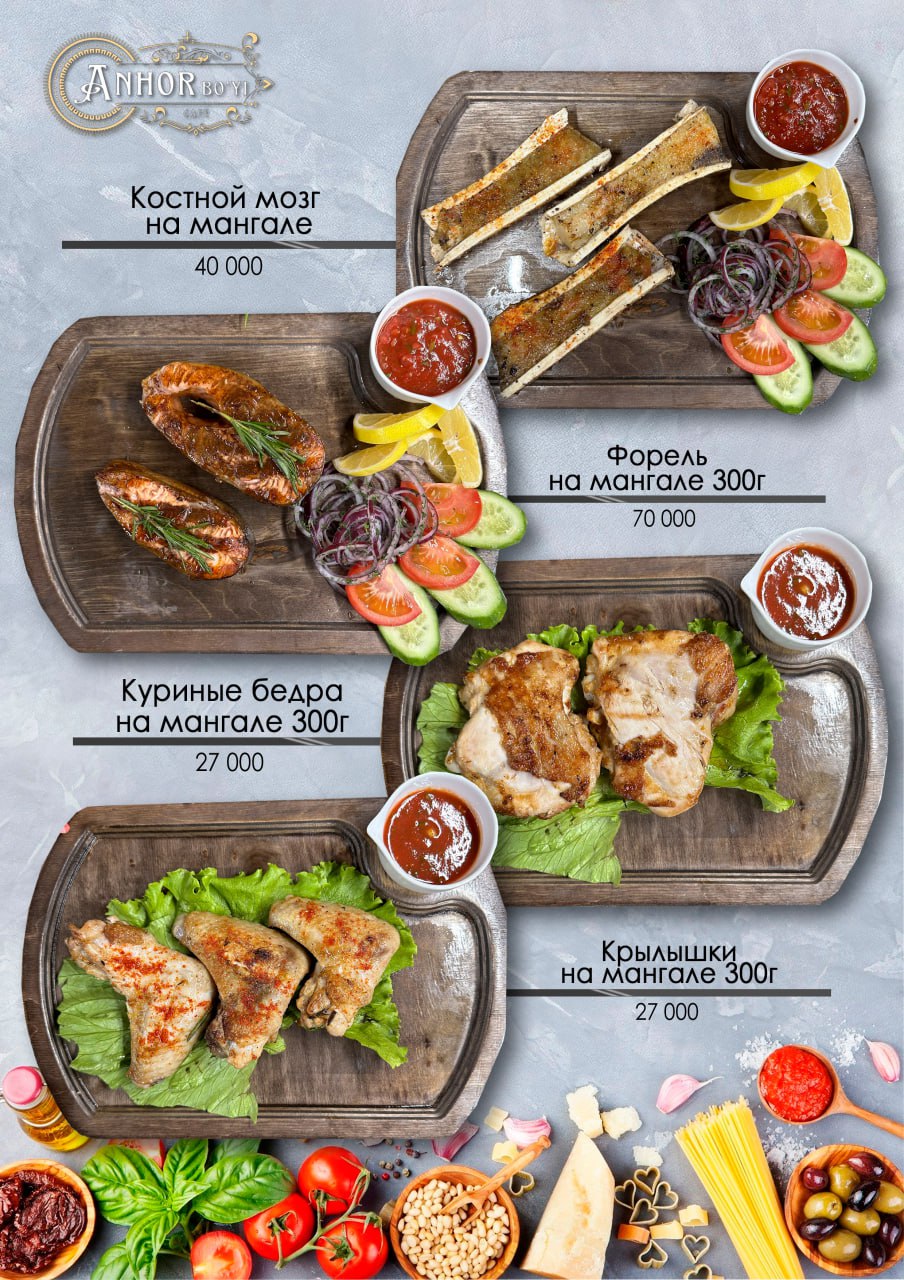 ANHOR BO'YI
CAFE
Костной мозг
на мангале
40 000
Форель
на мангале 300г
70 000
Куриные бедра
на мангале 300г
27 000
Крылышки
на мангале 300г
27 000